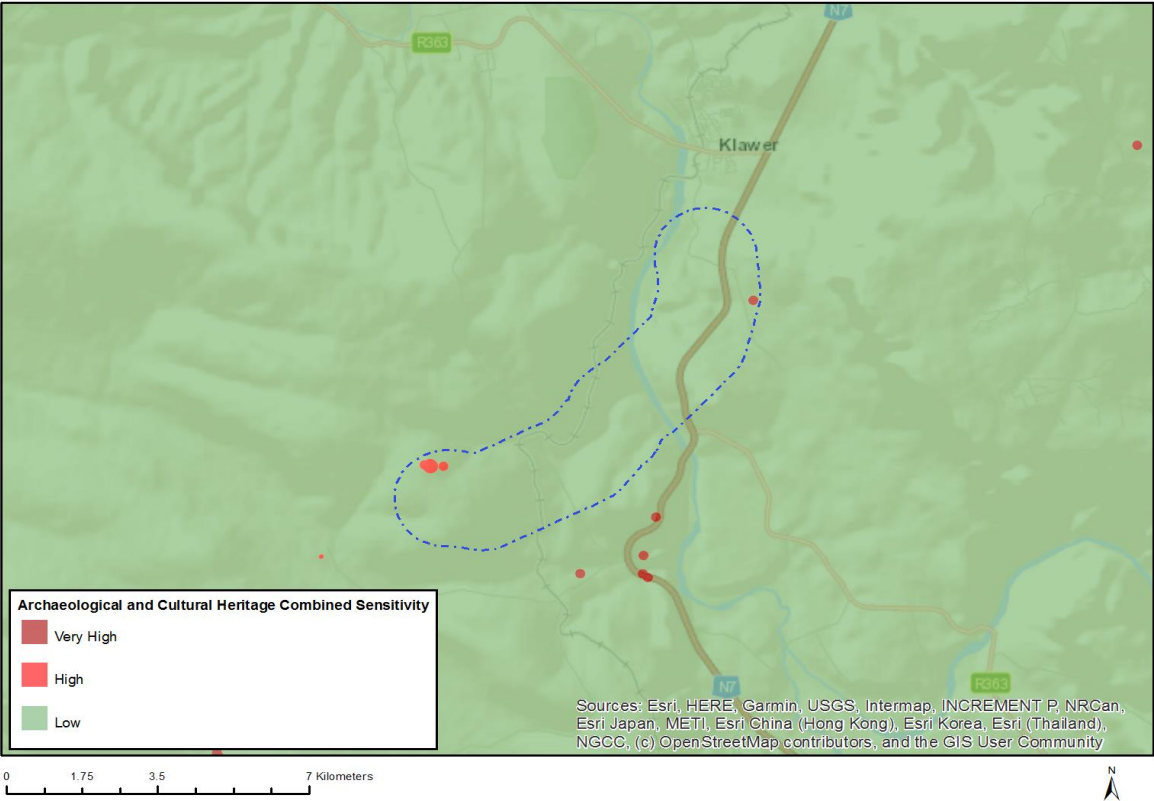 N7
R363
Klawer
Archaeological and Cultural Heritage Combined Sensitivity
Very High
High
Low
N7
R363
Sources: Esri, HERE, Garmin, USGS, Intermap, INCREMENT P, NRCan,
Esri Japan, METI, Esri China (Hong Kong), Esri Korea, Esri (Thailand),
NGCC, (c) OpenStreetMap contributors, and the GIS User Community
0 1.75 3.5 7 Kilometers
N